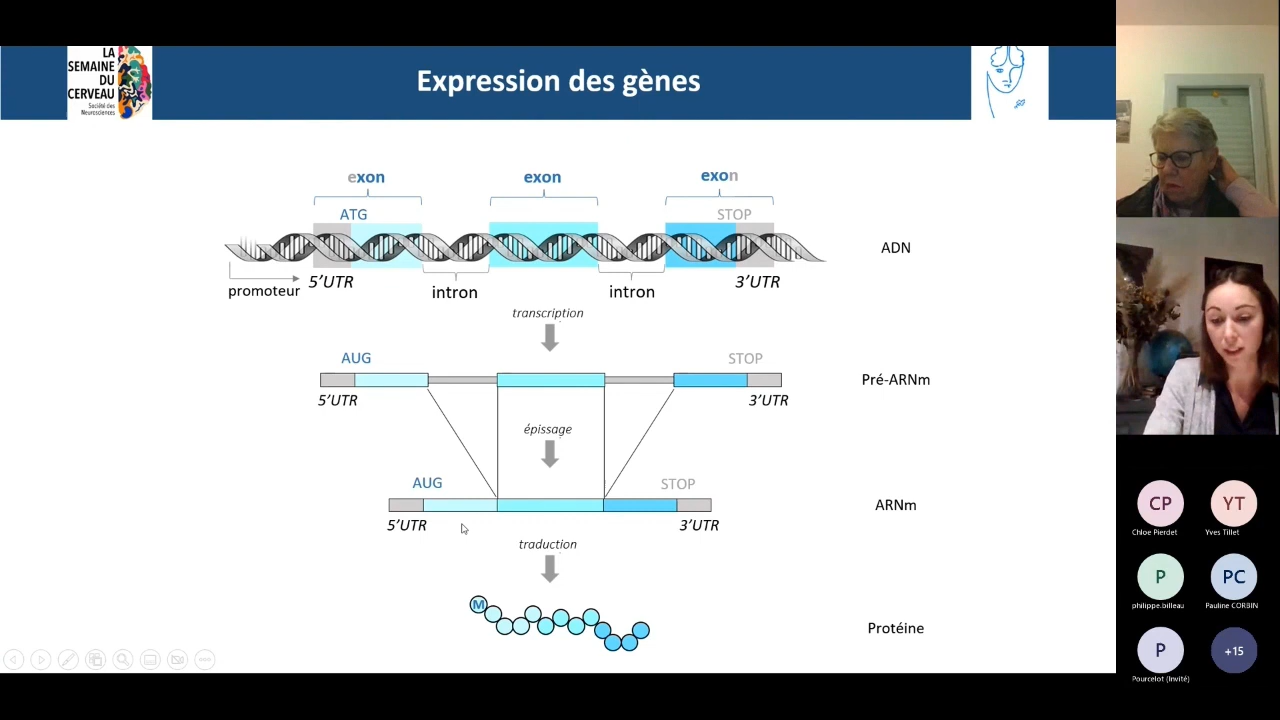 LA
SEMAINE
DU
CERVEAU
Société des
Neurosciences
Expression des gènes
exon
exon
exon
ATG
STOP
ADN
promoteur
5'UTR
intron
intron
3'UTR
transcription
AUG
STOP
Pré-ARNm
5'UTR
3'UTR
épissage
AUG
STOP
ARNm
5'UTR
3'UTR
traduction
M
Protéine
CP
YT
Chloe Pierdet
Yves Tillet
P
PC
philippe.billeau
Pauline CORBIN
P
+15
Pourcelot (Invité)